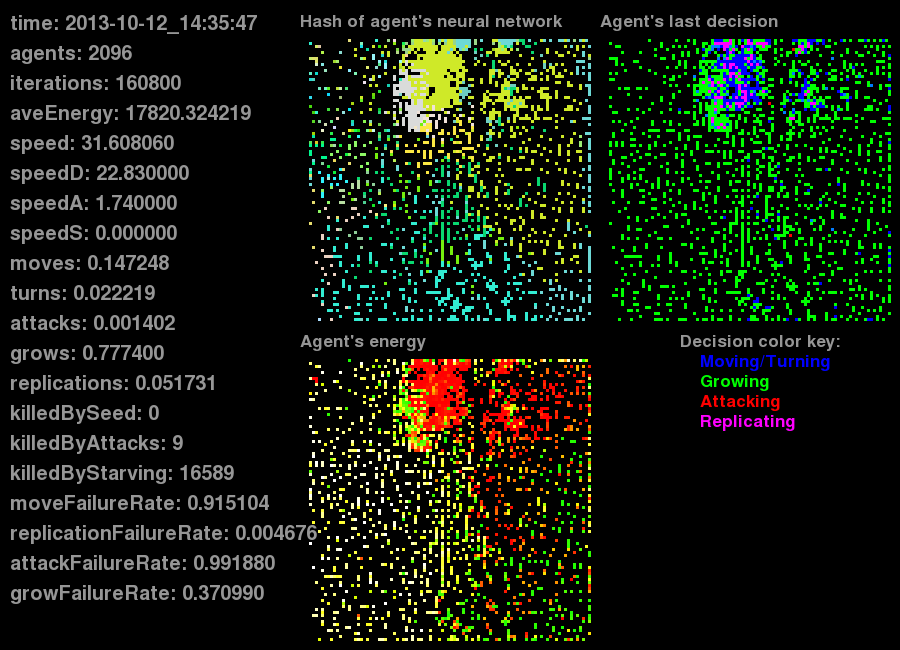 time: 2013-10-12_14:35:47
agents: 2096
iterations: 160800
aveEnergy: 17820.324219
speed: 31.608060
speedD: 22.830000
speedA: 1.740000
speedS: 0.000000
moves: 0.147248
turns: 0.022219
attacks: 0.001402
grows: 0.777400
replications: 0.051731
killedBySeed: 0
killedByAttacks: 9
killedByStarving: 16589
moveFailureRate: 0.915104
replicationFailureRate: 0.004676
attackFailureRate: 0.991880
growFailureRate: 0.370990
Hash of agent's neural network
Agent's last decision
Agent's energy
Decision color key:
Moving/Turning
Growing
Attacking
Replicating